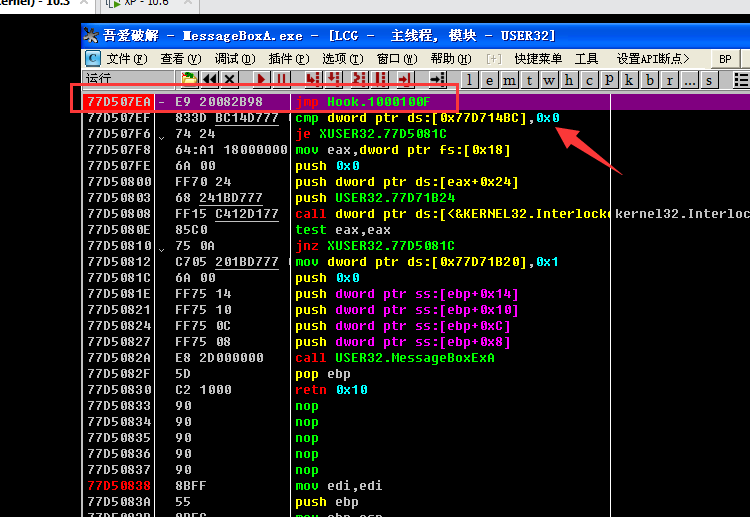 ernel) - 10.3
XP - 10.6
吾爱破解 - MessageBoxA.exe - [LCG - 主线程, 模块 - USER32]
C 文件(F) 查看(V) 调试(D) 插件(P) 选项(T) 窗口(W) 帮助(H) [+] 快捷菜单 工具 设置API断点> BP
运行 l e m t w h c p k b r ... s
77D507EA - E9 20082B98 jmp Hook.1000100F
77D507EF 833D BC14D777 cmp dword ptr ds:[0x77D714BC],0x0
77D507F6 74 24 je XUSER32.77D5081C
77D507F8 64:A1 18000000 mov eax,dword ptr fs:[0x18]
77D507FE 6A 00 push 0x0
77D50800 FF70 24 push dword ptr ds:[eax+0x24]
77D50803 68 241BD777 push USER32.77D71B24
77D50808 FF15 C412D177 call dword ptr ds:[<&KERNEL32.Interlocke kernel32.Interloc
77D5080E 85C0 test eax,eax
77D50810 75 0A jnz XUSER32.77D5081C
77D50812 C705 201BD777 mov dword ptr ds:[0x77D71B20],0x1
77D5081C 6A 00 push 0x0
77D5081E FF75 14 push dword ptr ss:[ebp+0x14]
77D50821 FF75 10 push dword ptr ss:[ebp+0x10]
77D50824 FF75 0C push dword ptr ss:[ebp+0xC]
77D50827 FF75 08 push dword ptr ss:[ebp+0x8]
77D5082A E8 2D000000 call USER32.MessageBoxExA
77D5082F 5D pop ebp
77D50830 C2 1000 retn 0x10
77D50833 90 nop
77D50834 90 nop
77D50835 90 nop
77D50836 90 nop
77D50837 90 nop
77D50838 8BFF mov edi,edi
77D5083A 55 push ebp